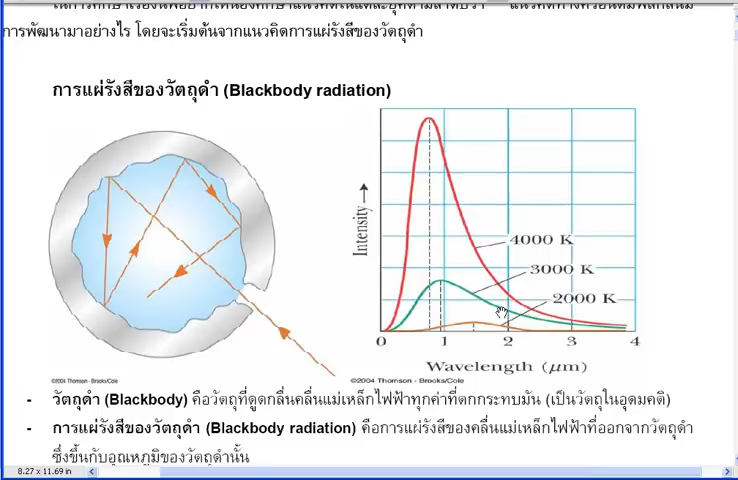 การพัฒนามาอย่างไร โดยจะเริ่มต้นจากแนวคิดการแผ่รังสีของวัตถุดำ
การแผ่รังสีของวัตถุดำ (Blackbody radiation)
Intensity
4000 K
3000 K
2000 K
0 1 2 3 4
Wavelength (μm)
©2004 Thomson - Brooks/Cole
©2004 Thomson - Brooks/Cole
- วัตถุดำ (Blackbody) คือวัตถุที่ดูดกลื่นคลื่นแม่เหล็กไฟฟ้าทุกค่าที่ตกกระทบมัน (เป็นวัตถุในอุดมคติ)
- การแผ่รังสีของวัตถุดำ (Blackbody radiation) คือการแผ่รังสีของคลื่นแม่เหล็กไฟฟ้าที่ออกจากวัตถุดำ
ซึ่งขึ้นกับอุณหภูมิของวัตถุดำนั้น
8.27 x 11.69 in